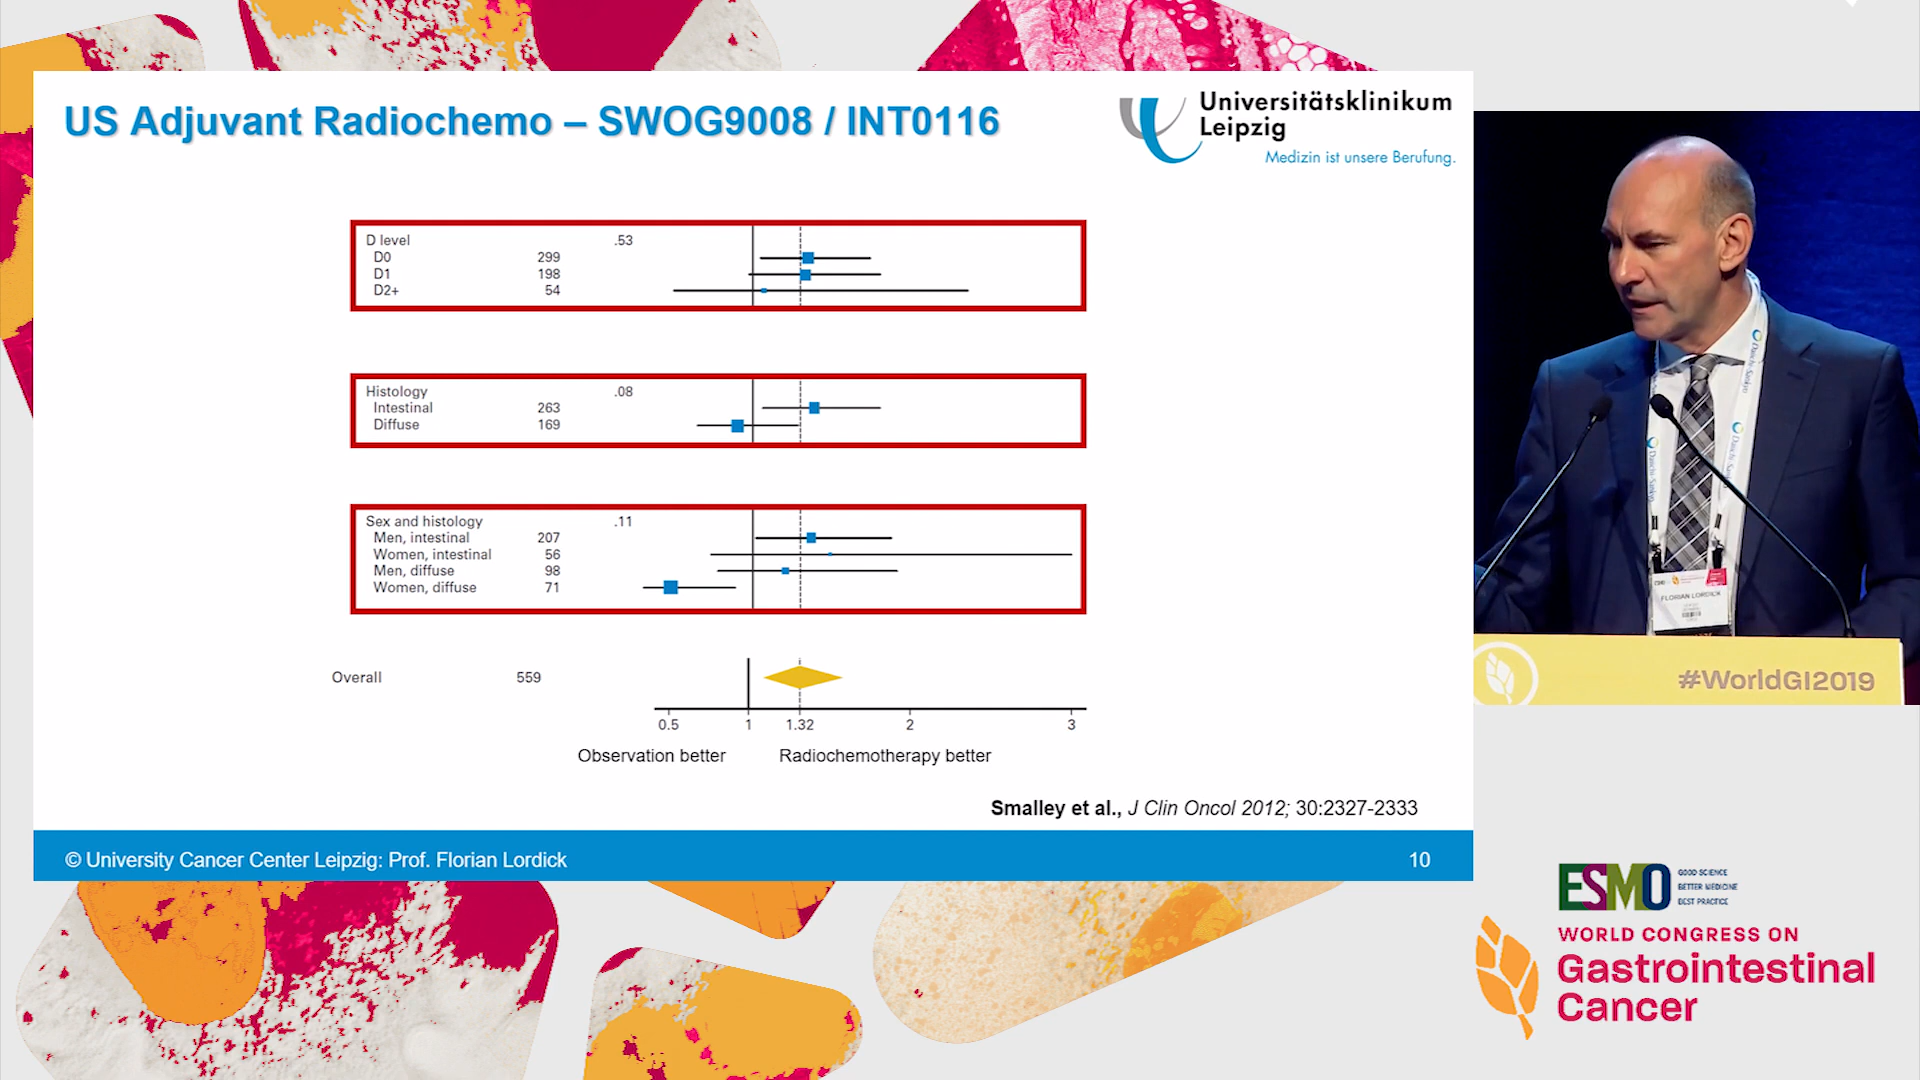 US Adjuvant Radiochemo – SWOG9008 / INT0116
Universitätsklinikum
Leipzig
Medizin ist unsere Berufung.
D level .53
D0 299
D1 198
D2+ 54
Histology .08
Intestinal 263
Diffuse 169
Sex and histology .11
Men, intestinal 207
Women, intestinal 56
Men, diffuse 98
Women, diffuse 71
Overall 559
0.5 1 1.32 2 3
Observation better Radiochemotherapy better
Smalley et al., J Clin Oncol 2012; 30:2327-2333
© University Cancer Center Leipzig: Prof. Florian Lordick 10
FLORIAN LORDICK
#WorldGI2019
ESMO
GOOD SCIENCE
BETTER MEDICINE
BEST PRACTICE
WORLD CONGRESS ON
Gastrointestinal
Cancer